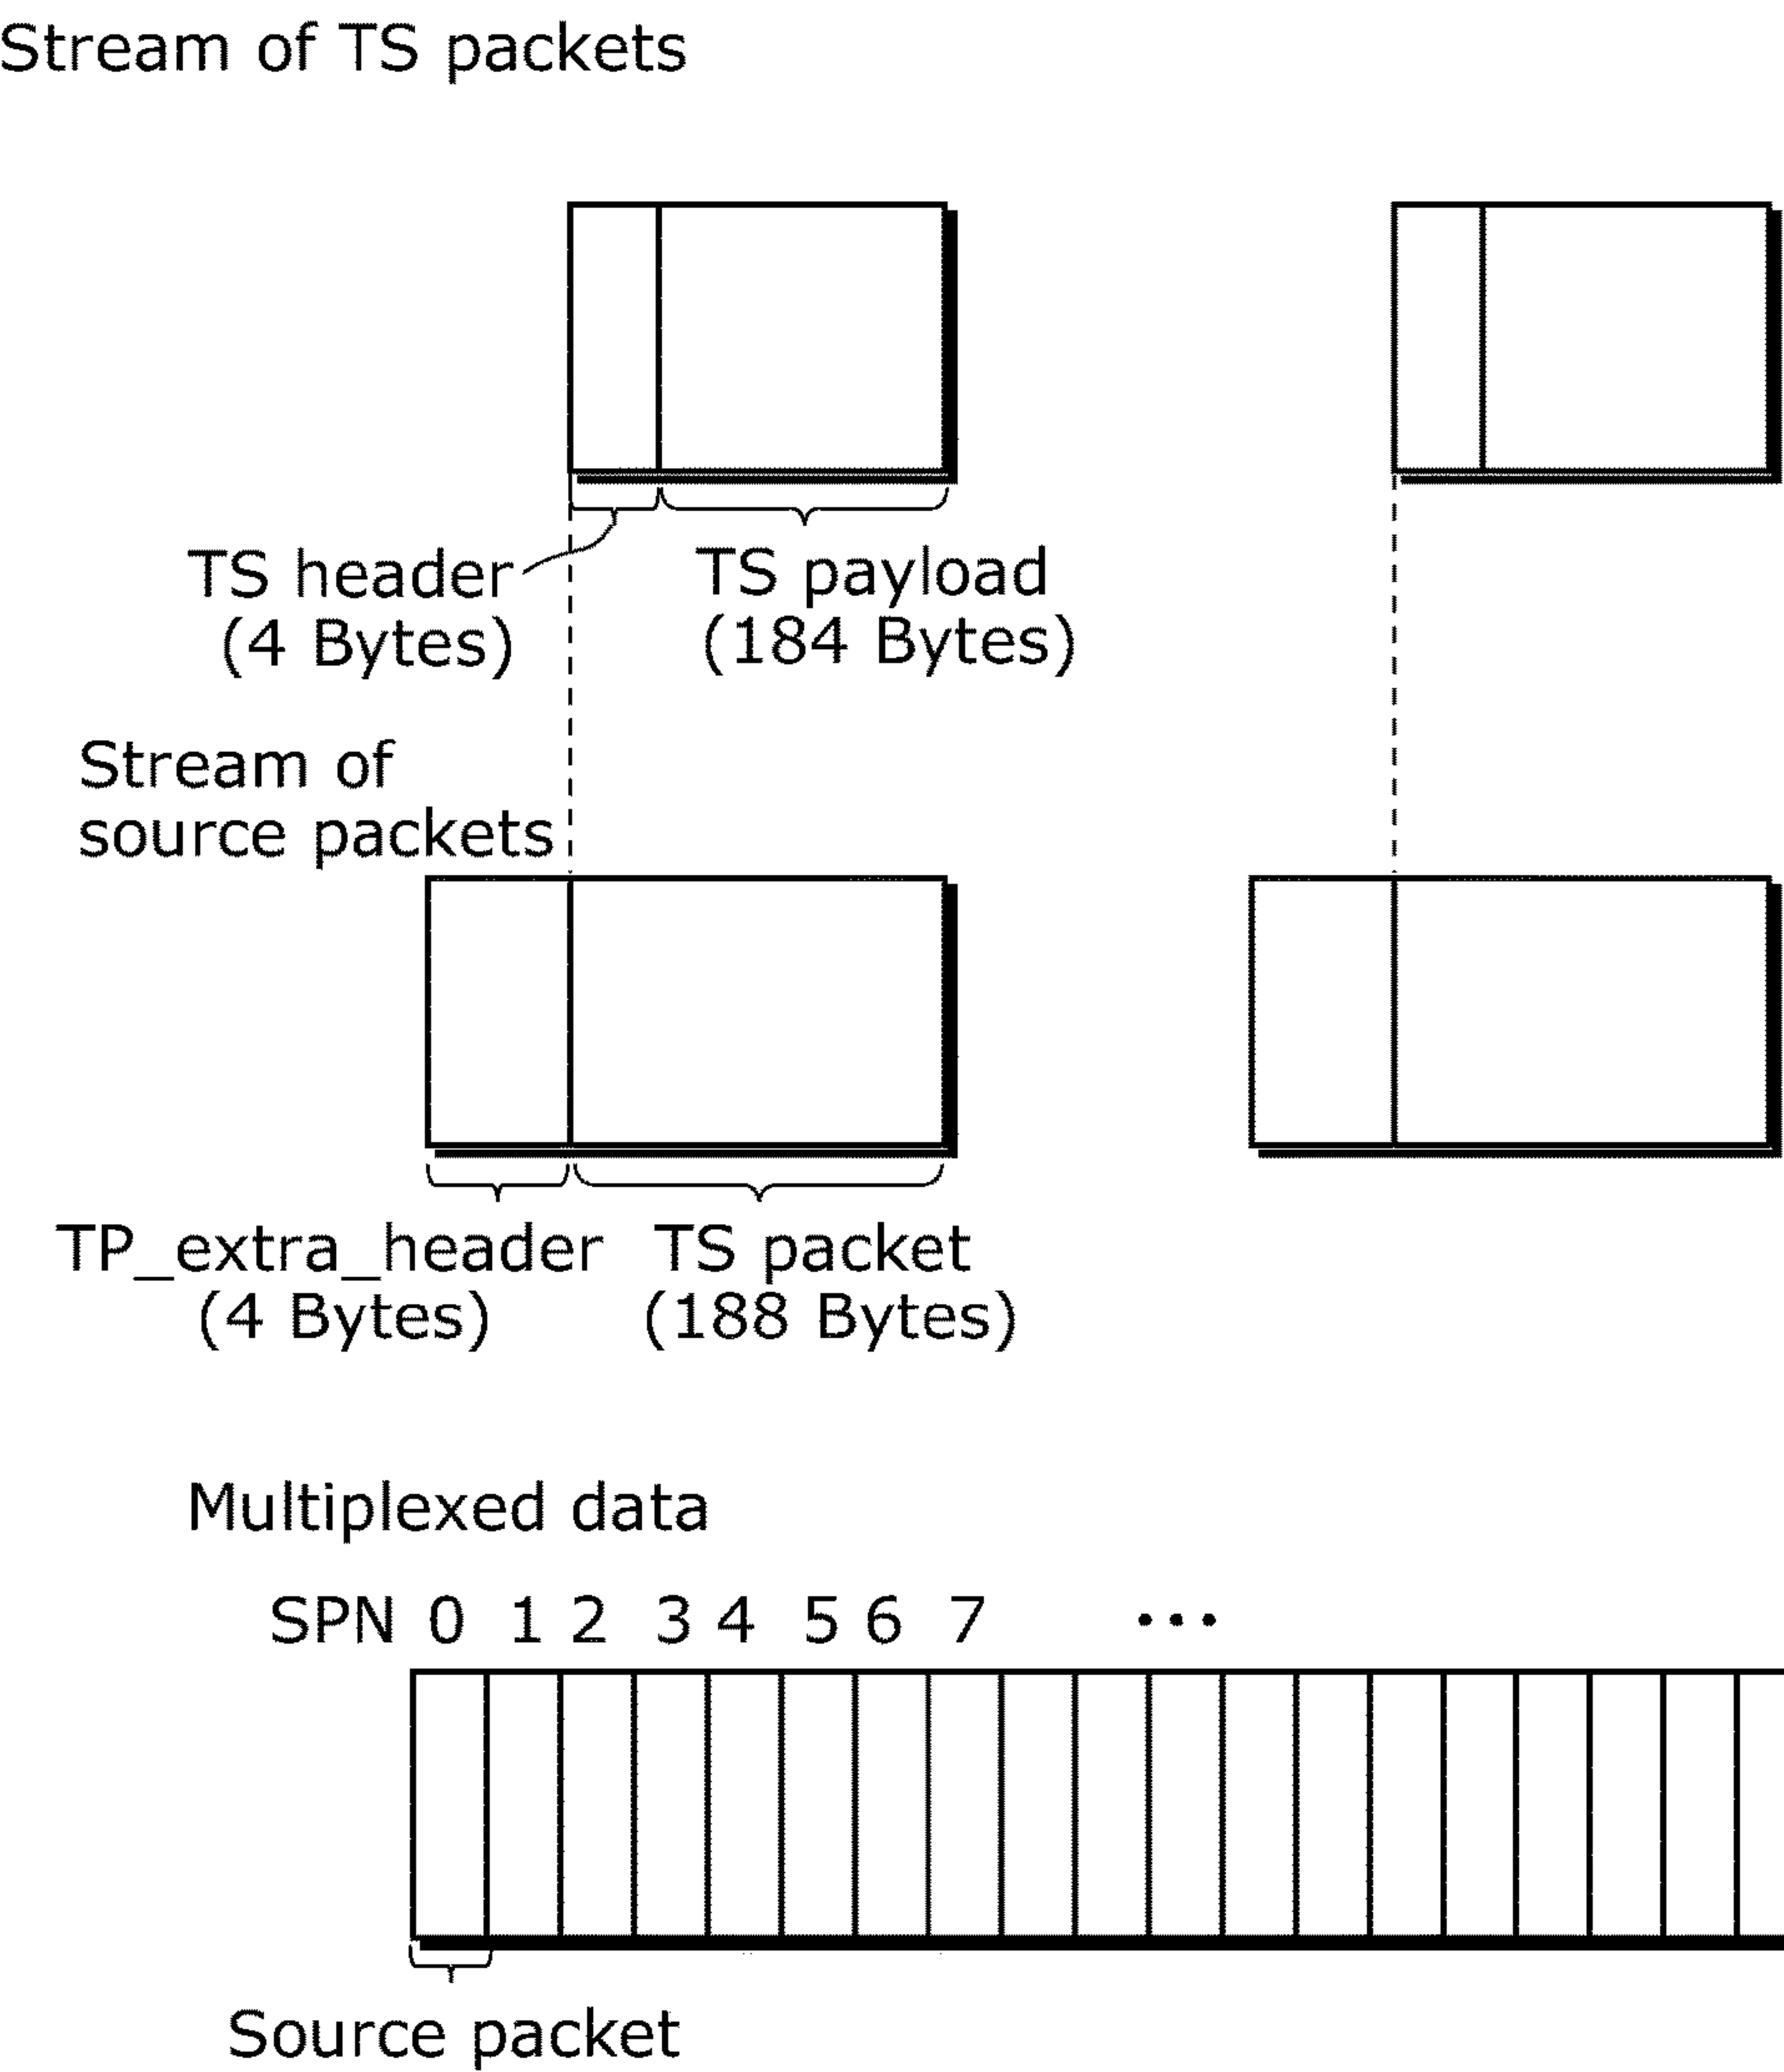 Stream of TS packets
TS header
(4 Bytes)
TS payload
(184 Bytes)
Stream of
source packets
TP_extra_header
(4 Bytes)
TS packet
(188 Bytes)
Multiplexed data
SPN 0 1 2 3 4 5 6 7 ...
Source packet